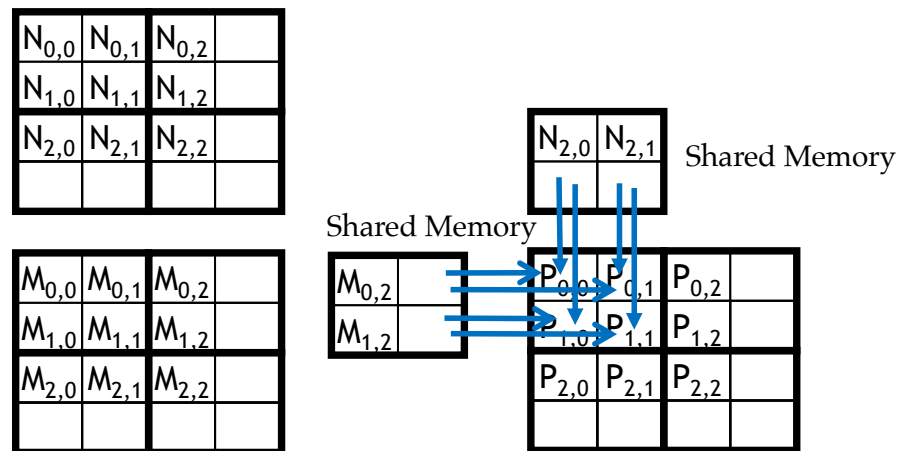 N0,0 N0,1 N0,2
N1,0 N1,1 N1,2
N2,0 N2,1 N2,2
N2,0 N2,1
Shared Memory
Shared Memory
M0,0 M0,1 M0,2
M1,0 M1,1 M1,2
M2,0 M2,1 M2,2
M0,2
M1,2
P0,0 P0,1 P0,2
P1,0 P1,1 P1,2
P2,0 P2,1 P2,2